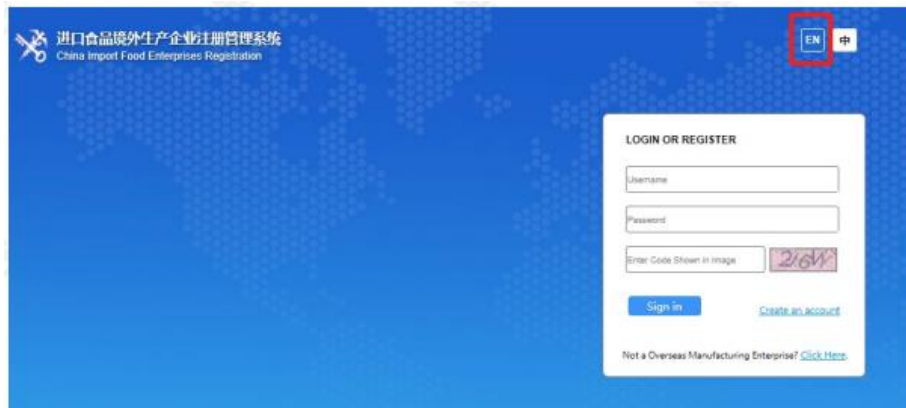 进口食品境外生产企业注册管理系统
China Import Food Enterprises Registration
EN 中
LOGIN OR REGISTER
Username
Password
Enter Code Shown in Image
Sign in Create an account
Not a Overseas Manufacturing Enterprise? Click Here.